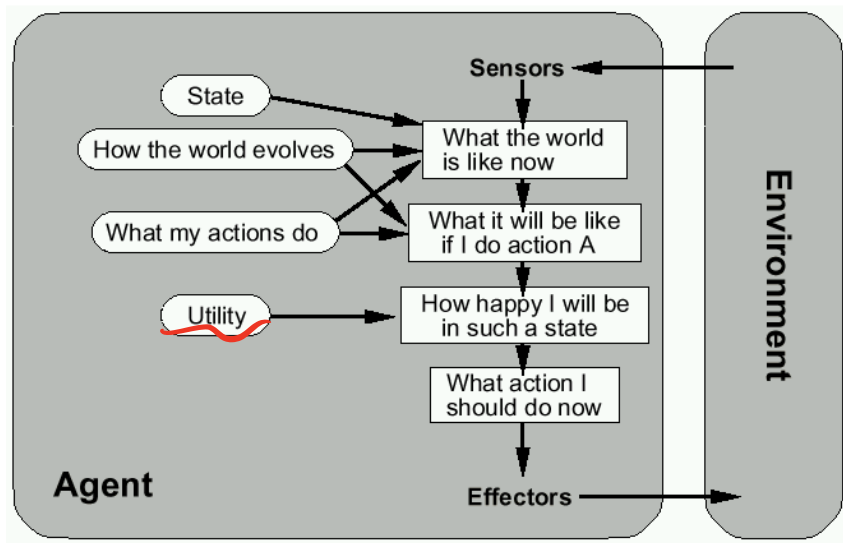 Sensors
State
What the world
is like now
How the world evolves
What it will be like
if I do action A
What my actions do
How happy I will be
in such a state
Utility
What action I
should do now
Agent
Effectors
Environment